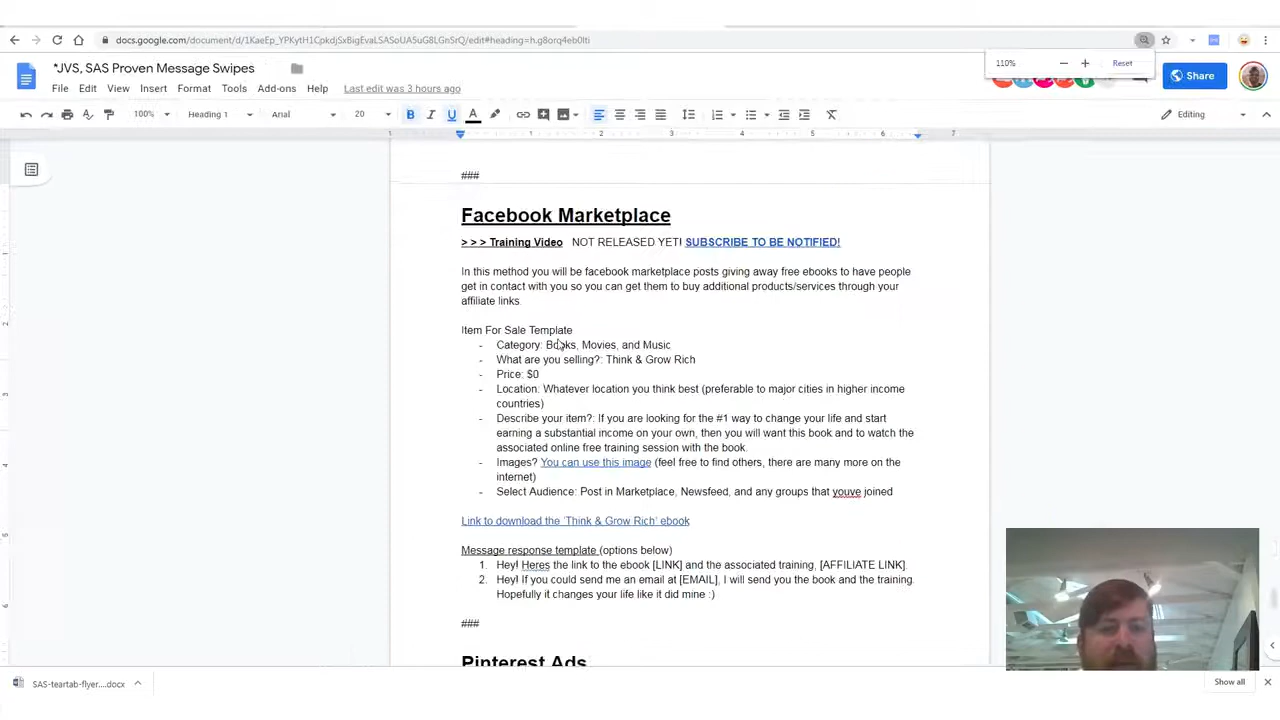 docs.google.com/document/d/1KaeEp_YPKytH1CpkdjSxBigEvaLSASoUA5uG8LGnSrQ/edit#heading=h.g8orq4eb0lti
110%
Reset
*JVS, SAS Proven Message Swipes
Share
File Edit View Insert Format Tools Add-ons Help Last edit was 3 hours ago
100% Heading 1 Arial 20 B I U A Editing
1 1 2 3 4 5 6 7
###
Facebook Marketplace
> > > Training Video NOT RELEASED YET! SUBSCRIBE TO BE NOTIFIED!
In this method you will be facebook marketplace posts giving away free ebooks to have people
get in contact with you so you can get them to buy additional products/services through your
affiliate links.
Item For Sale Template
- Category: Books, Movies, and Music
- What are you selling?: Think & Grow Rich
- Price: $0
- Location: Whatever location you think best (preferable to major cities in higher income
countries)
- Describe your item?: If you are looking for the #1 way to change your life and start
earning a substantial income on your own, then you will want this book and to watch the
associated online free training session with the book.
- Images? You can use this image (feel free to find others, there are many more on the
internet)
- Select Audience: Post in Marketplace, Newsfeed, and any groups that youve joined
Link to download the 'Think & Grow Rich' ebook
Message response template (options below)
1. Hey! Heres the link to the ebook [LINK] and the associated training, [AFFILIATE LINK].
2. Hey! If you could send me an email at [EMAIL], I will send you the book and the training.
Hopefully it changes your life like it did mine :)
###
Pinterest Ads
SAS-teartab-flyer....docx
Show all